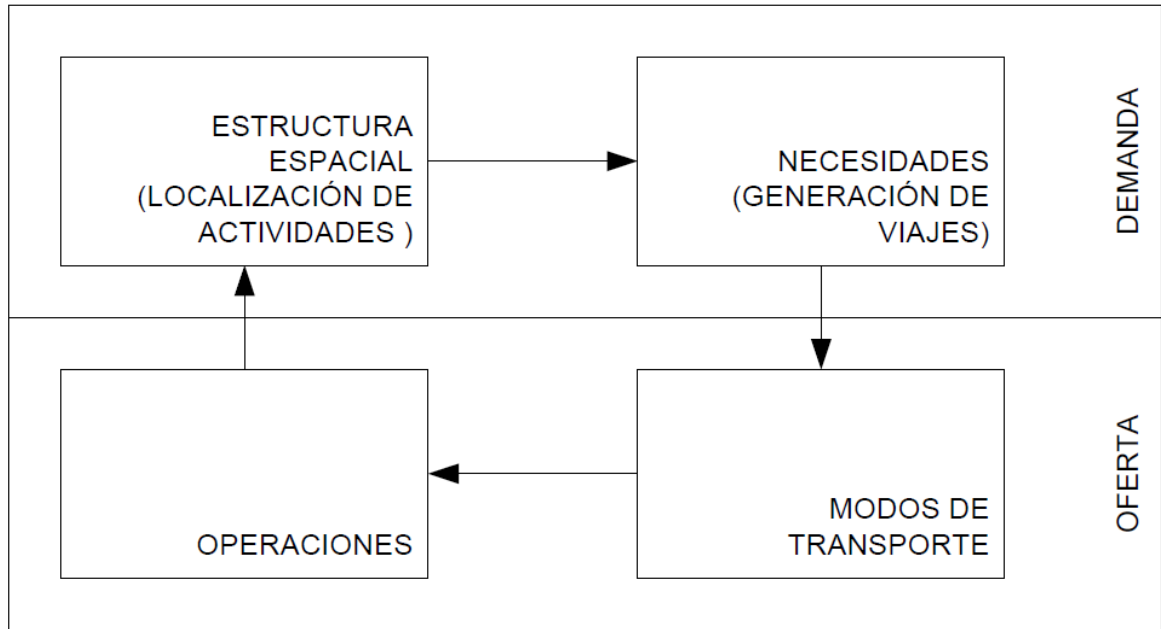 ESTRUCTURA
ESPACIAL
(LOCALIZACIÓN DE
ACTIVIDADES )
NECESIDADES
(GENERACIÓN DE
VIAJES)
DEMANDA
OPERACIONES
MODOS DE
TRANSPORTE
OFERTA